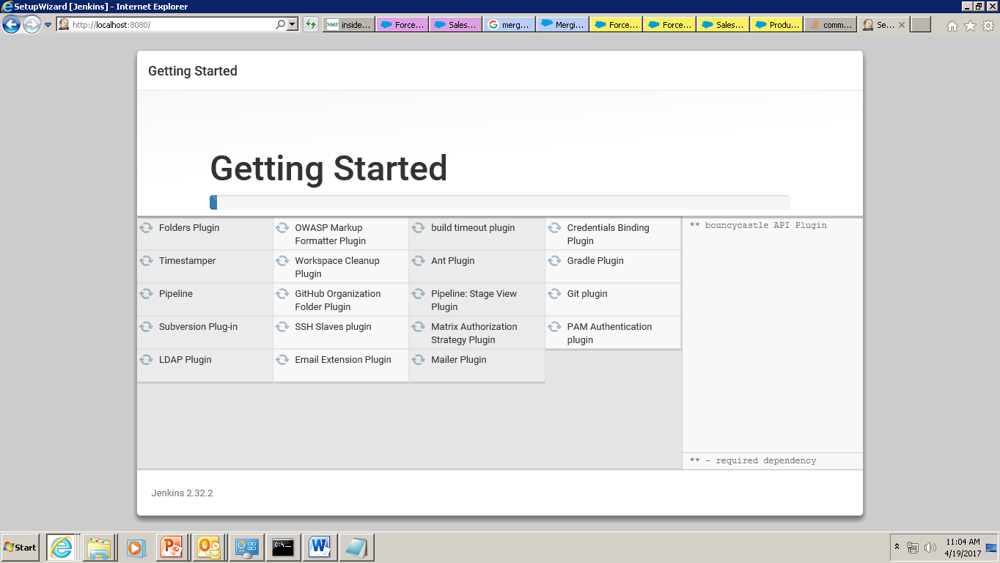 SetupWizard [Jenkins] - Internet Explorer
http://localhost:8080/
M&T inside... Force... Sales... merg... Mergi... Force... Force... Sales... Produ... comm... Se...
Getting Started
Getting Started
Folders Plugin
OWASP Markup
Formatter Plugin
build timeout plugin
Credentials Binding
Plugin
** bouncycastle API Plugin
Timestamper
Workspace Cleanup
Plugin
Ant Plugin
Gradle Plugin
Pipeline
GitHub Organization
Folder Plugin
Pipeline: Stage View
Plugin
Git plugin
Subversion Plug-in
SSH Slaves plugin
Matrix Authorization
Strategy Plugin
PAM Authentication
plugin
LDAP Plugin
Email Extension Plugin
Mailer Plugin
** - required dependency
Jenkins 2.32.2
Start
11:04 AM
4/19/2017